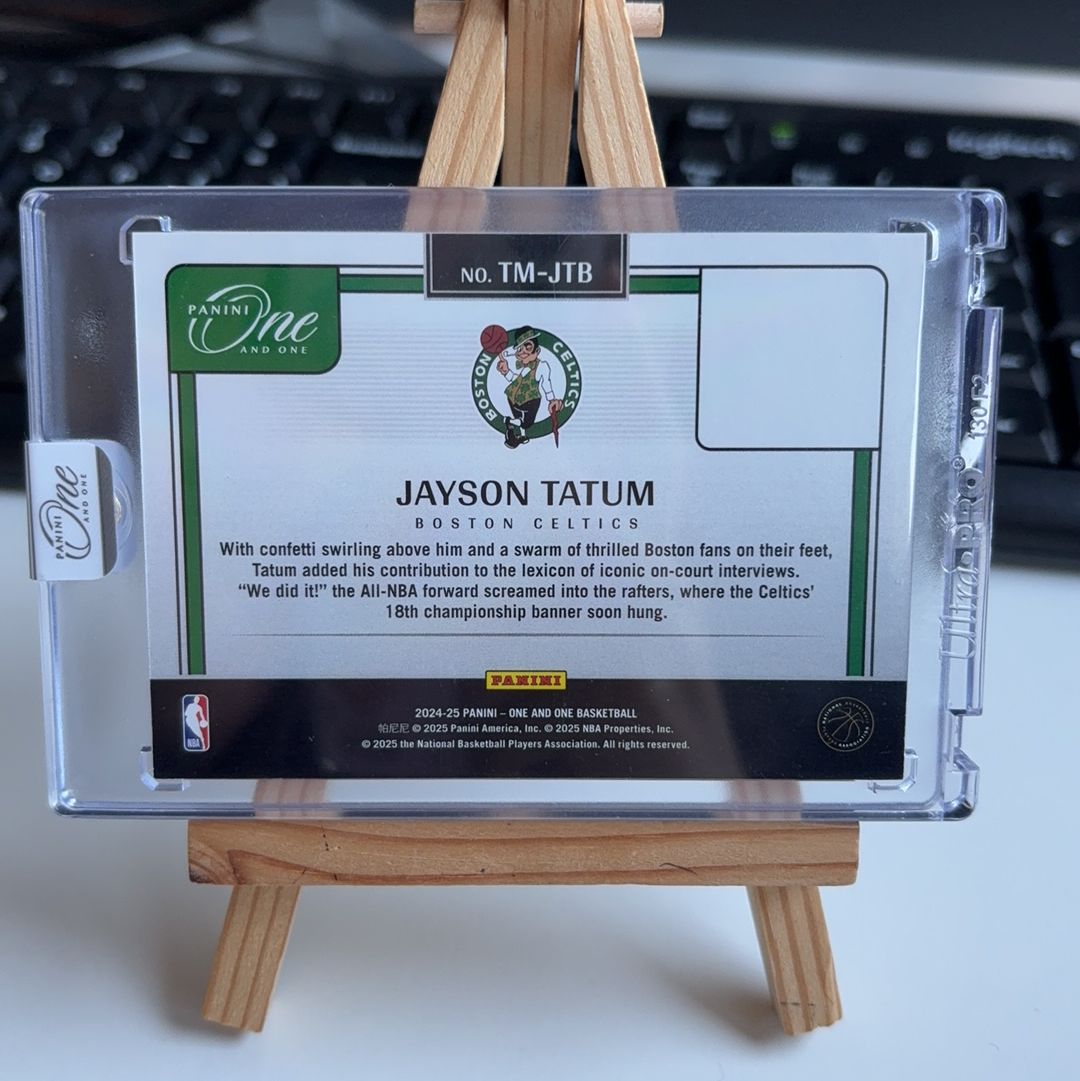 logitech
NO. TM-JTB
PANINI
One
AND ONE
BOSTON CELTICS
JAYSON TATUM
BOSTON CELTICS
With confetti swirling above him and a swarm of thrilled Boston fans on their feet,
Tatum added his contribution to the lexicon of iconic on-court interviews.
“We did it!” the All-NBA forward screamed into the rafters, where the Celtics’
18th championship banner soon hung.
PANINI
NBA
2024-25 PANINI – ONE AND ONE BASKETBALL
帕尼尼 © 2025 Panini America, Inc. © 2025 NBA Properties, Inc.
© 2025 the National Basketball Players Association. All rights reserved.
PANINI
One
AND ONE
Ultra·PRO®